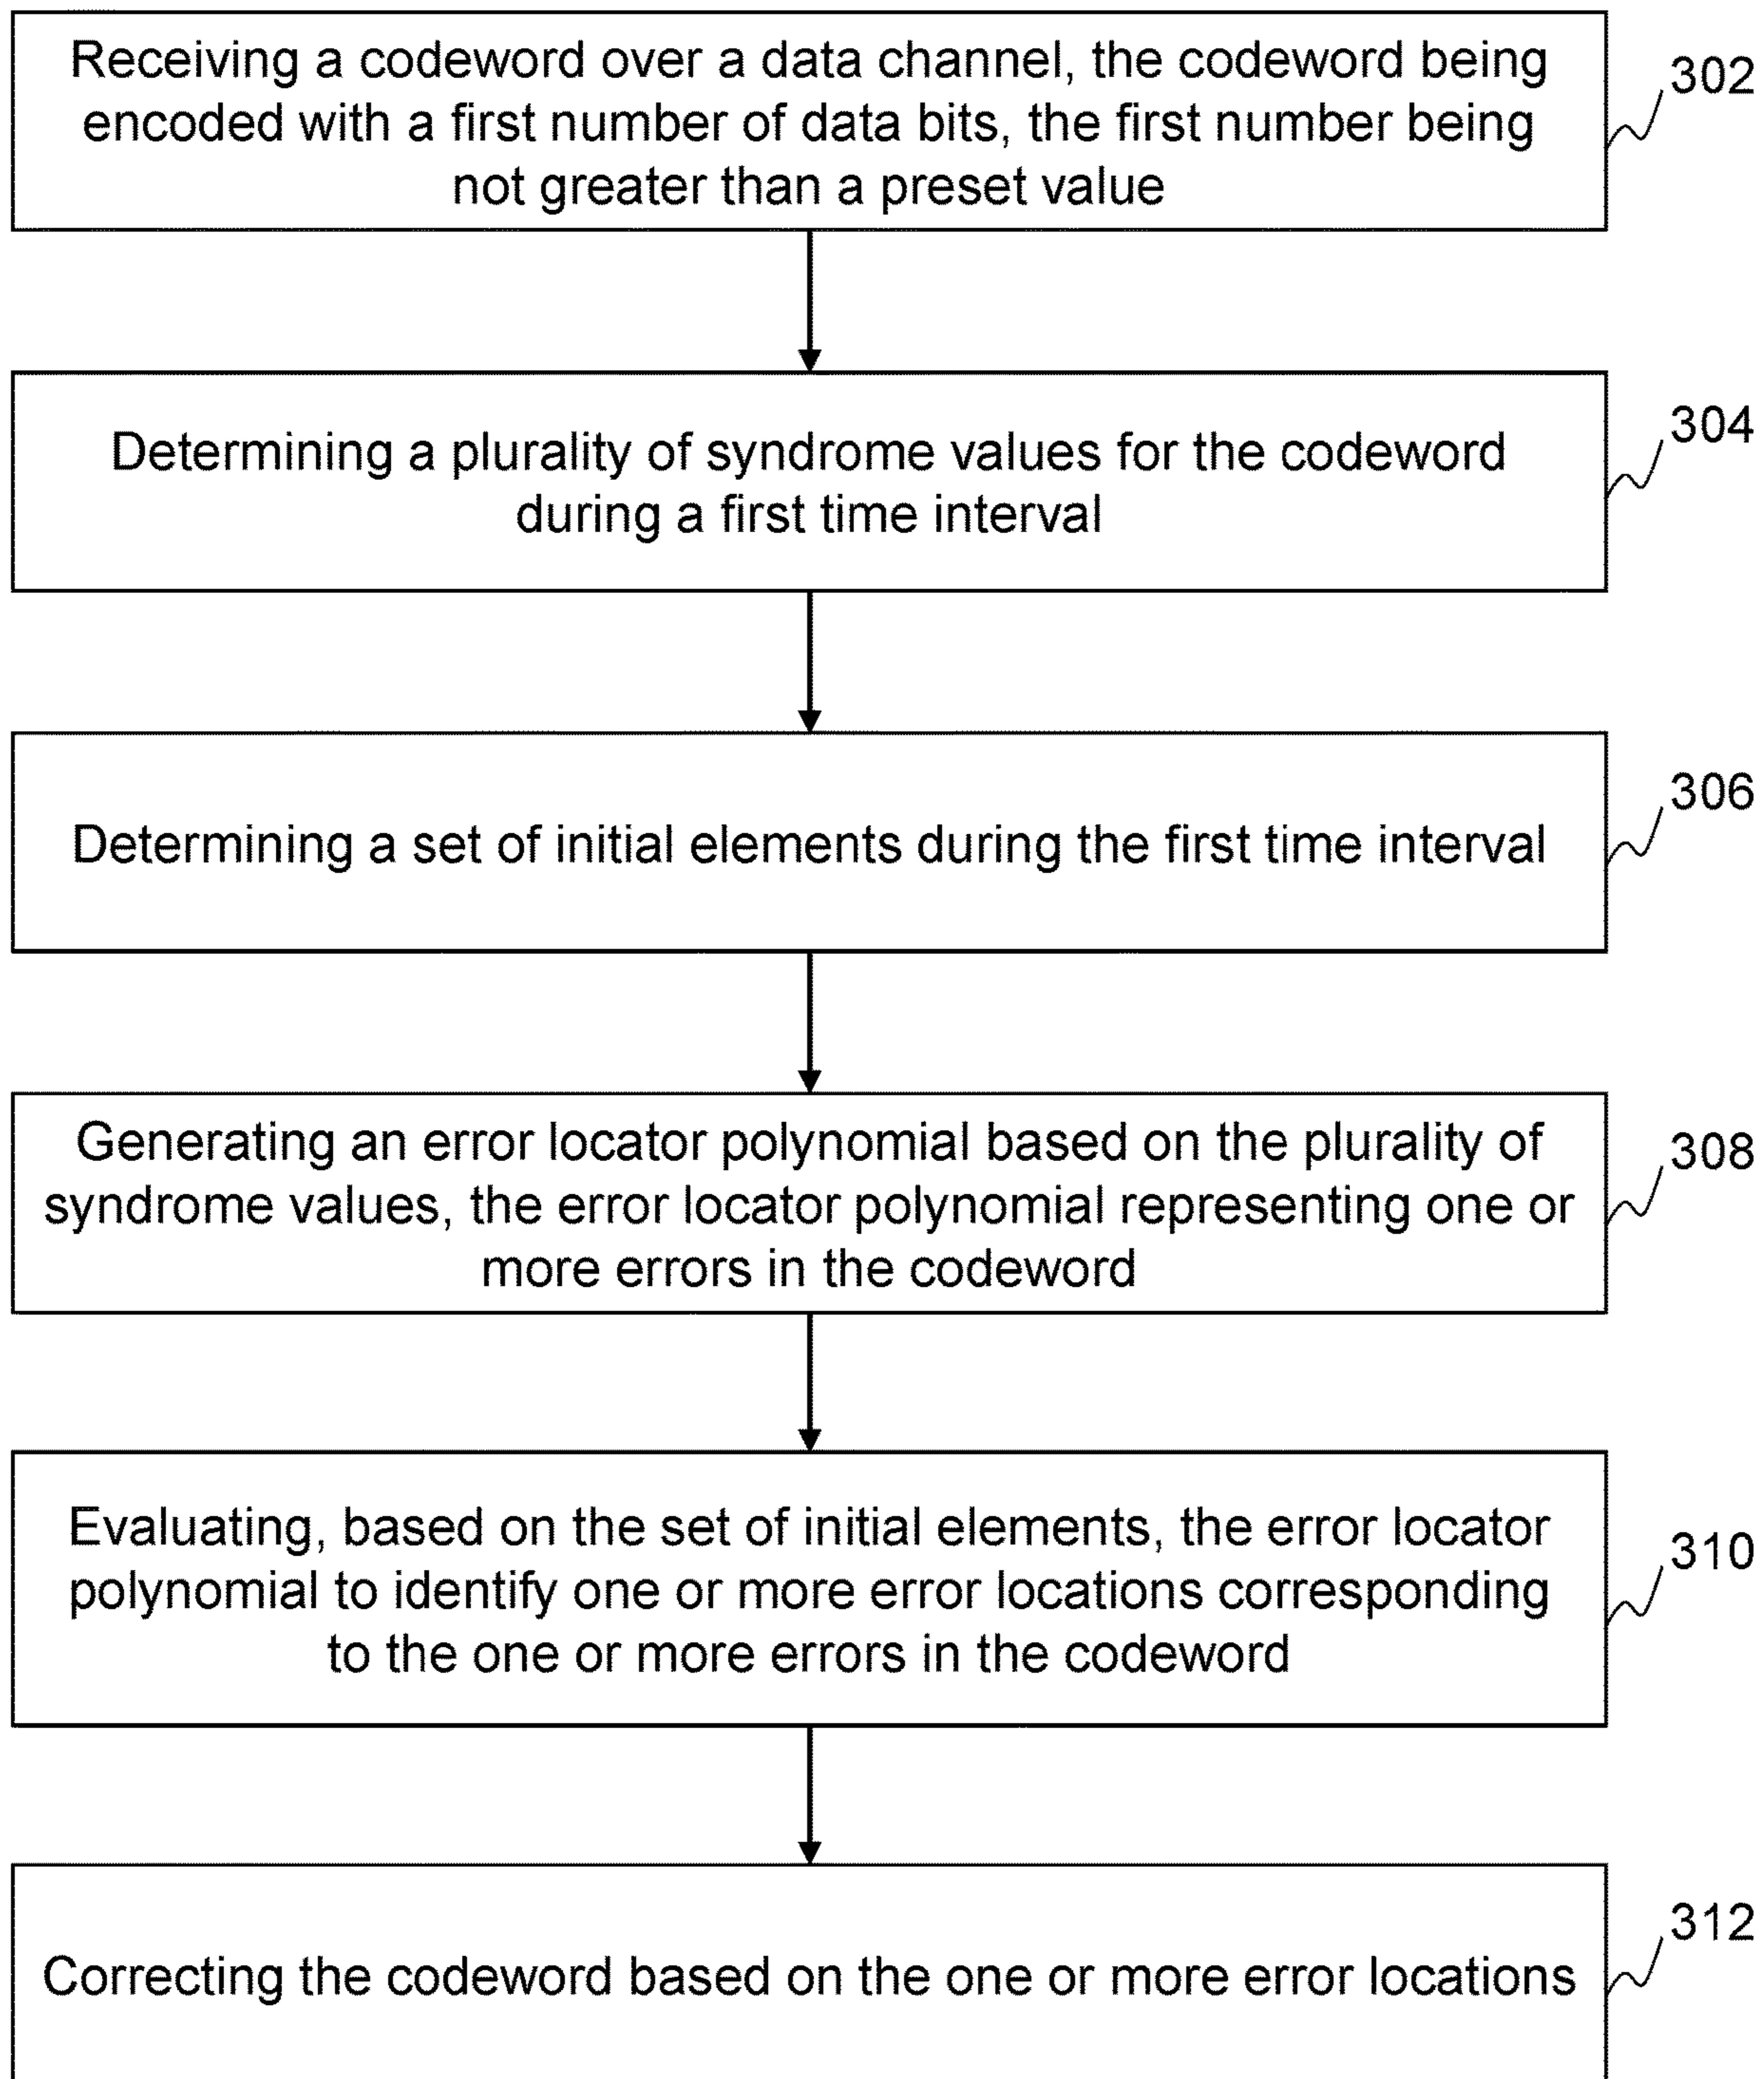 Receiving a codeword over a data channel, the codeword being
encoded with a first number of data bits, the first number being
not greater than a preset value
302
Determining a plurality of syndrome values for the codeword
during a first time interval
304
Determining a set of initial elements during the first time interval
306
Generating an error locator polynomial based on the plurality of
syndrome values, the error locator polynomial representing one or
more errors in the codeword
308
Evaluating, based on the set of initial elements, the error locator
polynomial to identify one or more error locations corresponding
to the one or more errors in the codeword
310
Correcting the codeword based on the one or more error locations
312